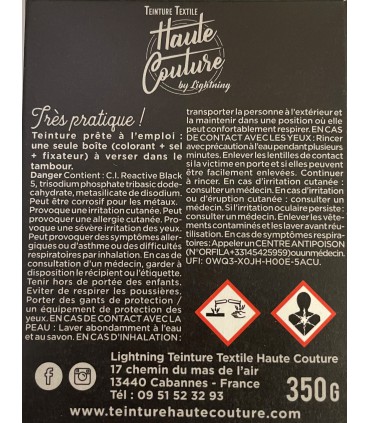 TEINTURE TEXTILE
Haute
Couture
by Lightning
Très pratique !
Teinture prête à l'emploi :
une seule boîte (colorant + sel
+ fixateur) à verser dans le
tambour.
Danger Contient : C.I. Reactive Black
5, trisodium phosphate tribasic dode-
cahydrate, metasilicate de disodium.
Peut être corrosif pour les métaux.
Provoque une irritation cutanée. Peut
provoquer une allergie cutanée. Pro-
voque une sévère irritation des yeux.
Peut provoquer des symptômes aller-
giques ou d'asthme ou des difficultés
respiratoires par inhalation. En cas de
consultation d'un médecin, garder à
disposition le récipient ou l'étiquette.
Tenir hors de portée des enfants.
Eviter de respirer les poussières.
Porter des gants de protection /
un équipement de protection des
yeux. EN CAS DE CONTACT AVEC LA
PEAU : Laver abondamment à l'eau
et au savon. EN CAS D'INHALATION :
transporter la personne à l'extérieur et
la maintenir dans une position où elle
peut confortablement respirer. EN CAS
DE CONTACT AVEC LES YEUX : Rincer
avec précaution à l'eau pendant plusieurs
minutes. Enlever les lentilles de contact
si la victime en porte et si elles peuvent
être facilement enlevées. Continuer
à rincer. En cas d'irritation cutanée :
consulter un médecin. En cas d'irritation
ou d'éruption cutanée : consulter un
médecin. Si l'irritation oculaire persiste :
consulter un médecin. Enlever les vête-
ments contaminés et les laver avant réu-
tilisation. En cas de symptômes respira-
toires : Appeler un CENTRE ANTIPOISON
(N°ORFILA+33145425959) ou un médecin.
UFI: 0WQ3-X0JH-H00E-5ACU.
Lightning Teinture Textile Haute Couture
17 chemin du mas de l'air
13440 Cabannes - France
Tél : 09 51 52 32 93
350G
www.teinturehautecouture.com